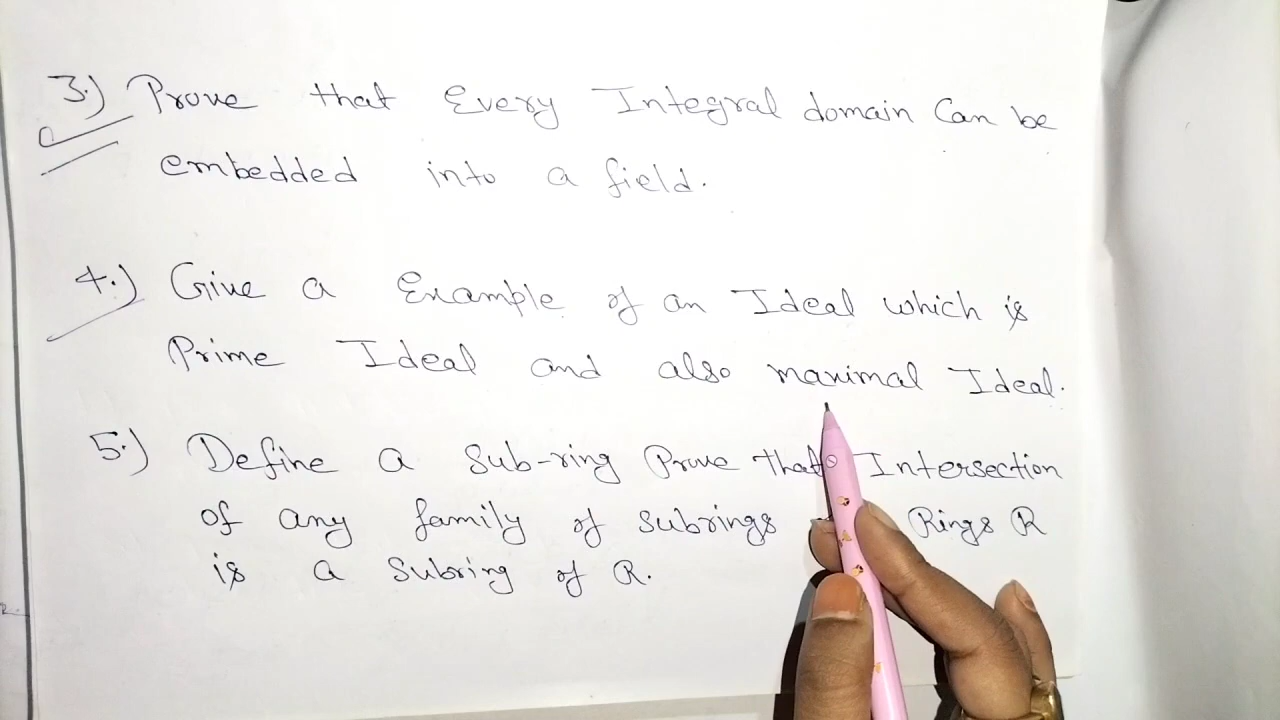 3.) Prove that Every Integral domain Can be
embedded into a field.
4.) Give a Example of an Ideal which is
Prime Ideal and also maximal Ideal.
5.) Define a Sub-ring Prove that Intersection
of any family of subrings Rings R
is a Subring of R.